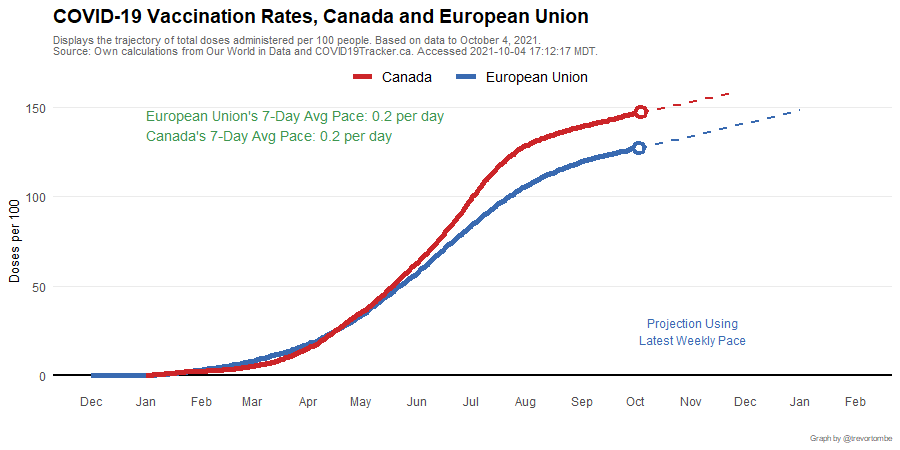 COVID-19 Vaccination Rates, Canada and European Union
Displays the trajectory of total doses administered per 100 people. Based on data to October 4, 2021.
Source: Own calculations from Our World in Data and COVID19Tracker.ca. Accessed 2021-10-04 17:12:17 MDT.
Canada European Union
European Union's 7-Day Avg Pace: 0.2 per day
Canada's 7-Day Avg Pace: 0.2 per day
150
100
50
0
Doses per 100
Projection Using
Latest Weekly Pace
Dec Jan Feb Mar Apr May Jun Jul Aug Sep Oct Nov Dec Jan Feb
Graph by @trevortombe